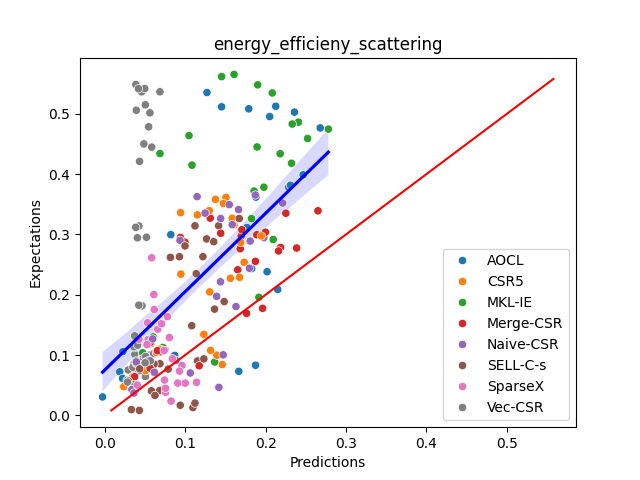 energy_efficieny_scattering
Expectations
0.5
0.4
0.3
0.2
0.1
0.0
0.0 0.1 0.2 0.3 0.4 0.5
Predictions
AOCL
CSR5
MKL-IE
Merge-CSR
Naive-CSR
SELL-C-s
SparseX
Vec-CSR